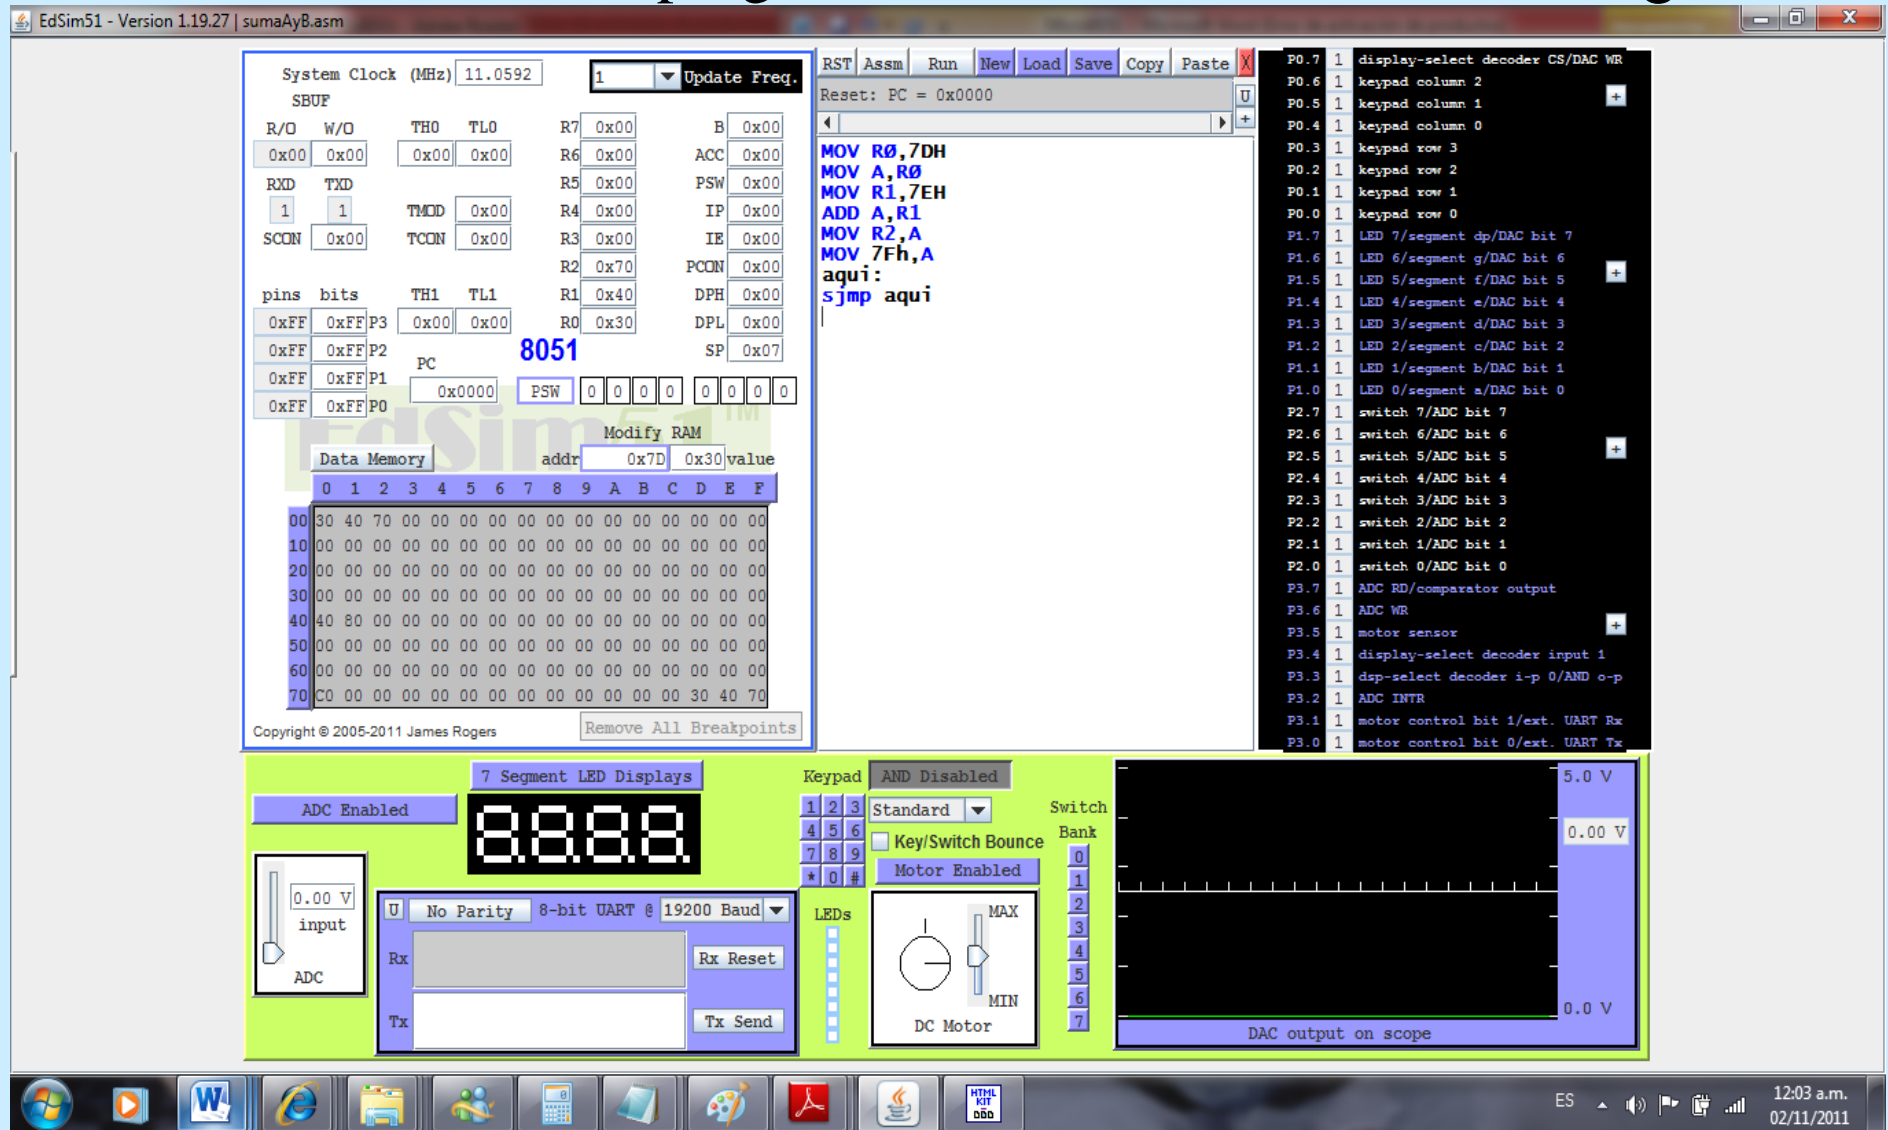 EdSim51 - Version 1.19.27 | sumaAyB.asm
System Clock (MHz) 11.0592 1 Update Freq.
SBUF
R/O W/O TH0 TL0 R7 0x00 B 0x00
0x00 0x00 0x00 0x00 R6 0x00 ACC 0x00
RXD TXD R5 0x00 PSW 0x00
1 1 TMOD 0x00 R4 0x00 IP 0x00
SCON 0x00 TCON 0x00 R3 0x00 IE 0x00
R2 0x70 PCON 0x00
pins bits TH1 TL1 R1 0x40 DPH 0x00
0xFF 0xFF P3 0x00 0x00 R0 0x30 DPL 0x00
0xFF 0xFF P2 8051 SP 0x07
PC
0xFF 0xFF P1 0x0000 PSW 0 0 0 0 0 0 0 0
0xFF 0xFF P0
EdSim51 TM
Modify RAM
Data Memory addr 0x7D 0x30 value
0 1 2 3 4 5 6 7 8 9 A B C D E F
00 30 40 70 00 00 00 00 00 00 00 00 00 00 00 00 00
10 00 00 00 00 00 00 00 00 00 00 00 00 00 00 00 00
20 00 00 00 00 00 00 00 00 00 00 00 00 00 00 00 00
30 00 00 00 00 00 00 00 00 00 00 00 00 00 00 00 00
40 40 80 00 00 00 00 00 00 00 00 00 00 00 00 00 00
50 00 00 00 00 00 00 00 00 00 00 00 00 00 00 00 00
60 00 00 00 00 00 00 00 00 00 00 00 00 00 00 00 00
70 C0 00 00 00 00 00 00 00 00 00 00 00 00 30 40 70
Copyright © 2005-2011 James Rogers Remove All Breakpoints
RST Assm Run New Load Save Copy Paste X
Reset: PC = 0x0000 U
+
MOV RØ,7DH
MOV A,RØ
MOV R1,7EH
ADD A,R1
MOV R2,A
MOV 7Fh,A
aqui:
sjmp aqui
P0.7 1 display-select decoder CS/DAC WR
P0.6 1 keypad column 2
+
P0.5 1 keypad column 1
P0.4 1 keypad column 0
P0.3 1 keypad row 3
P0.2 1 keypad row 2
P0.1 1 keypad row 1
P0.0 1 keypad row 0
P1.7 1 LED 7/segment dp/DAC bit 7
P1.6 1 LED 6/segment g/DAC bit 6
+
P1.5 1 LED 5/segment f/DAC bit 5
P1.4 1 LED 4/segment e/DAC bit 4
P1.3 1 LED 3/segment d/DAC bit 3
P1.2 1 LED 2/segment c/DAC bit 2
P1.1 1 LED 1/segment b/DAC bit 1
P1.0 1 LED 0/segment a/DAC bit 0
P2.7 1 switch 7/ADC bit 7
P2.6 1 switch 6/ADC bit 6
+
P2.5 1 switch 5/ADC bit 5
P2.4 1 switch 4/ADC bit 4
P2.3 1 switch 3/ADC bit 3
P2.2 1 switch 2/ADC bit 2
P2.1 1 switch 1/ADC bit 1
P2.0 1 switch 0/ADC bit 0
P3.7 1 ADC RD/comparator output
P3.6 1 ADC WR
+
P3.5 1 motor sensor
P3.4 1 display-select decoder input 1
P3.3 1 dsp-select decoder i-p 0/AND o-p
P3.2 1 ADC INTR
P3.1 1 motor control bit 1/ext. UART Rx
P3.0 1 motor control bit 0/ext. UART Tx
7 Segment LED Displays
ADC Enabled
8.8.8.8.
0.00 V
input
ADC
U No Parity 8-bit UART @ 19200 Baud
Rx Rx Reset
Tx Tx Send
Keypad AND Disabled
1 2 3 Standard
4 5 6 Key/Switch Bounce
7 8 9 Motor Enabled
* 0 #
LEDs
MAX
MIN
DC Motor
Switch
Bank
0
1
2
3
4
5
6
7
5.0 V
0.00 V
0.0 V
DAC output on scope
HTML
KIT
ES 12:03 a.m.
02/11/2011